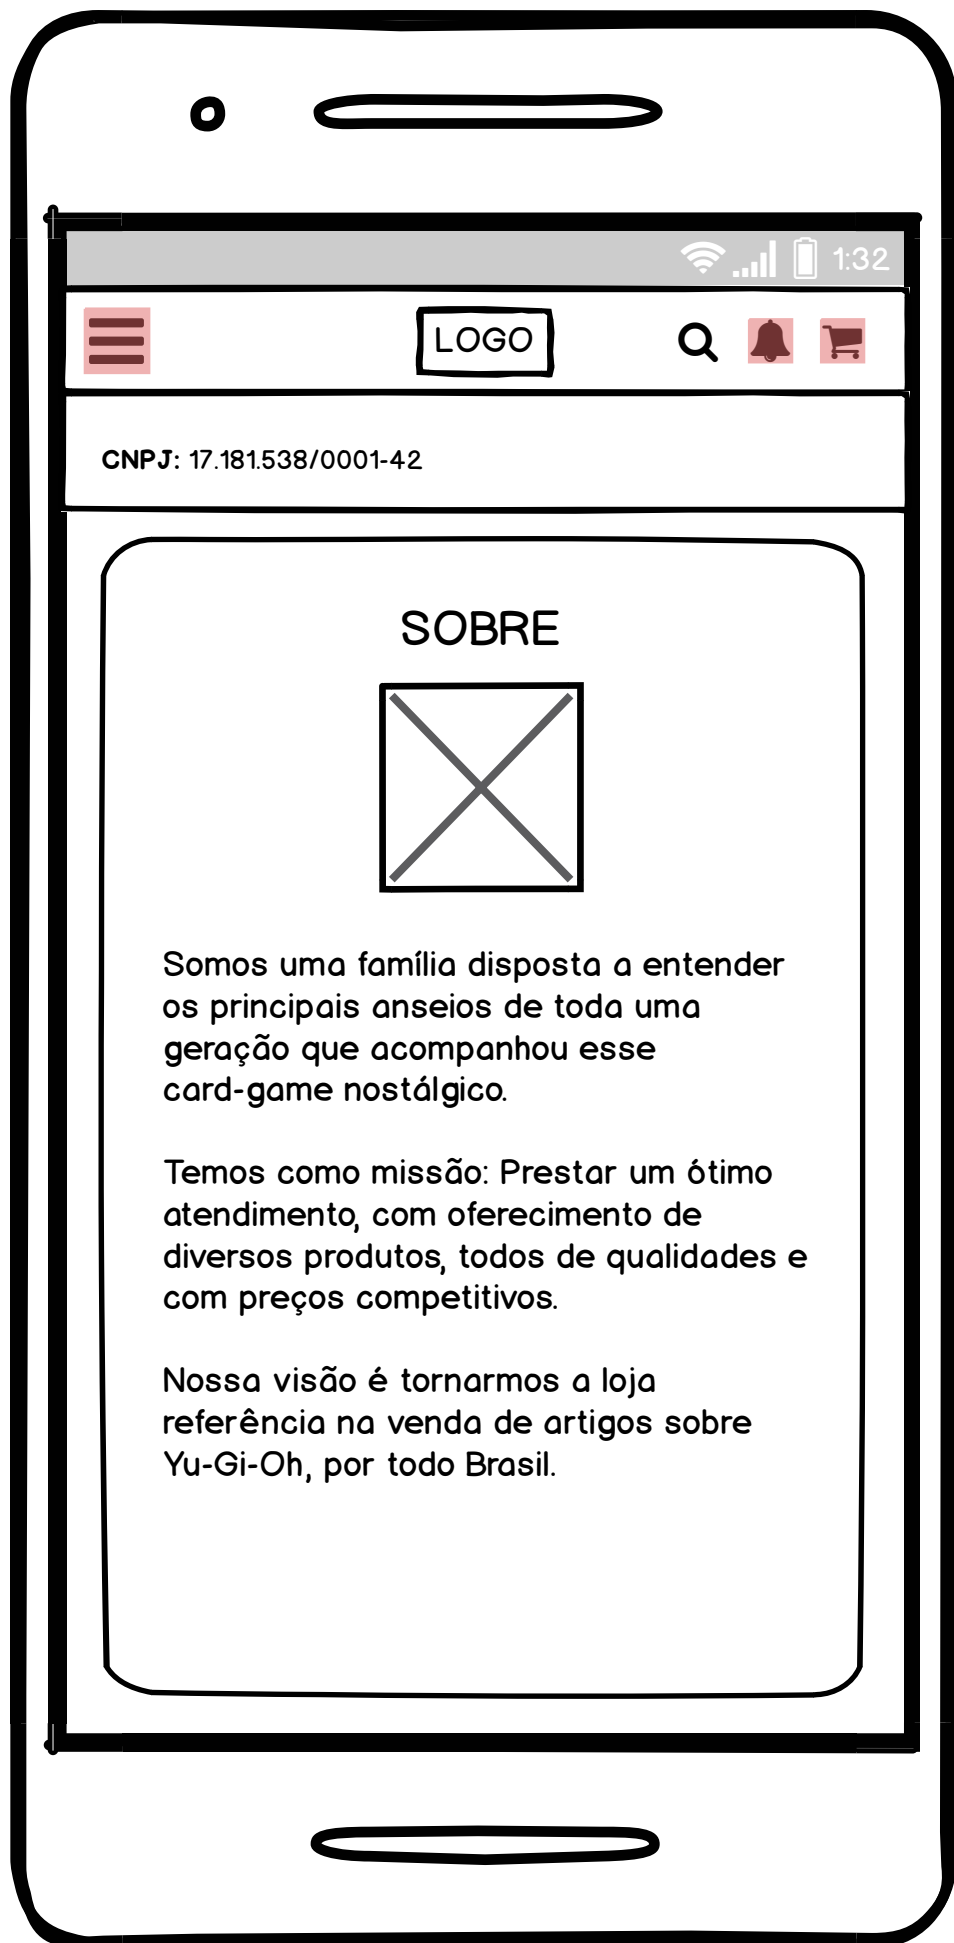 1:32
LOGO
CNPJ: 17.181.538/0001-42
SOBRE
Somos uma família disposta a entender
os principais anseios de toda uma
geração que acompanhou esse
card-game nostálgico.
Temos como missão: Prestar um ótimo
atendimento, com oferecimento de
diversos produtos, todos de qualidades e
com preços competitivos.
Nossa visão é tornarmos a loja
referência na venda de artigos sobre
Yu-Gi-Oh, por todo Brasil.